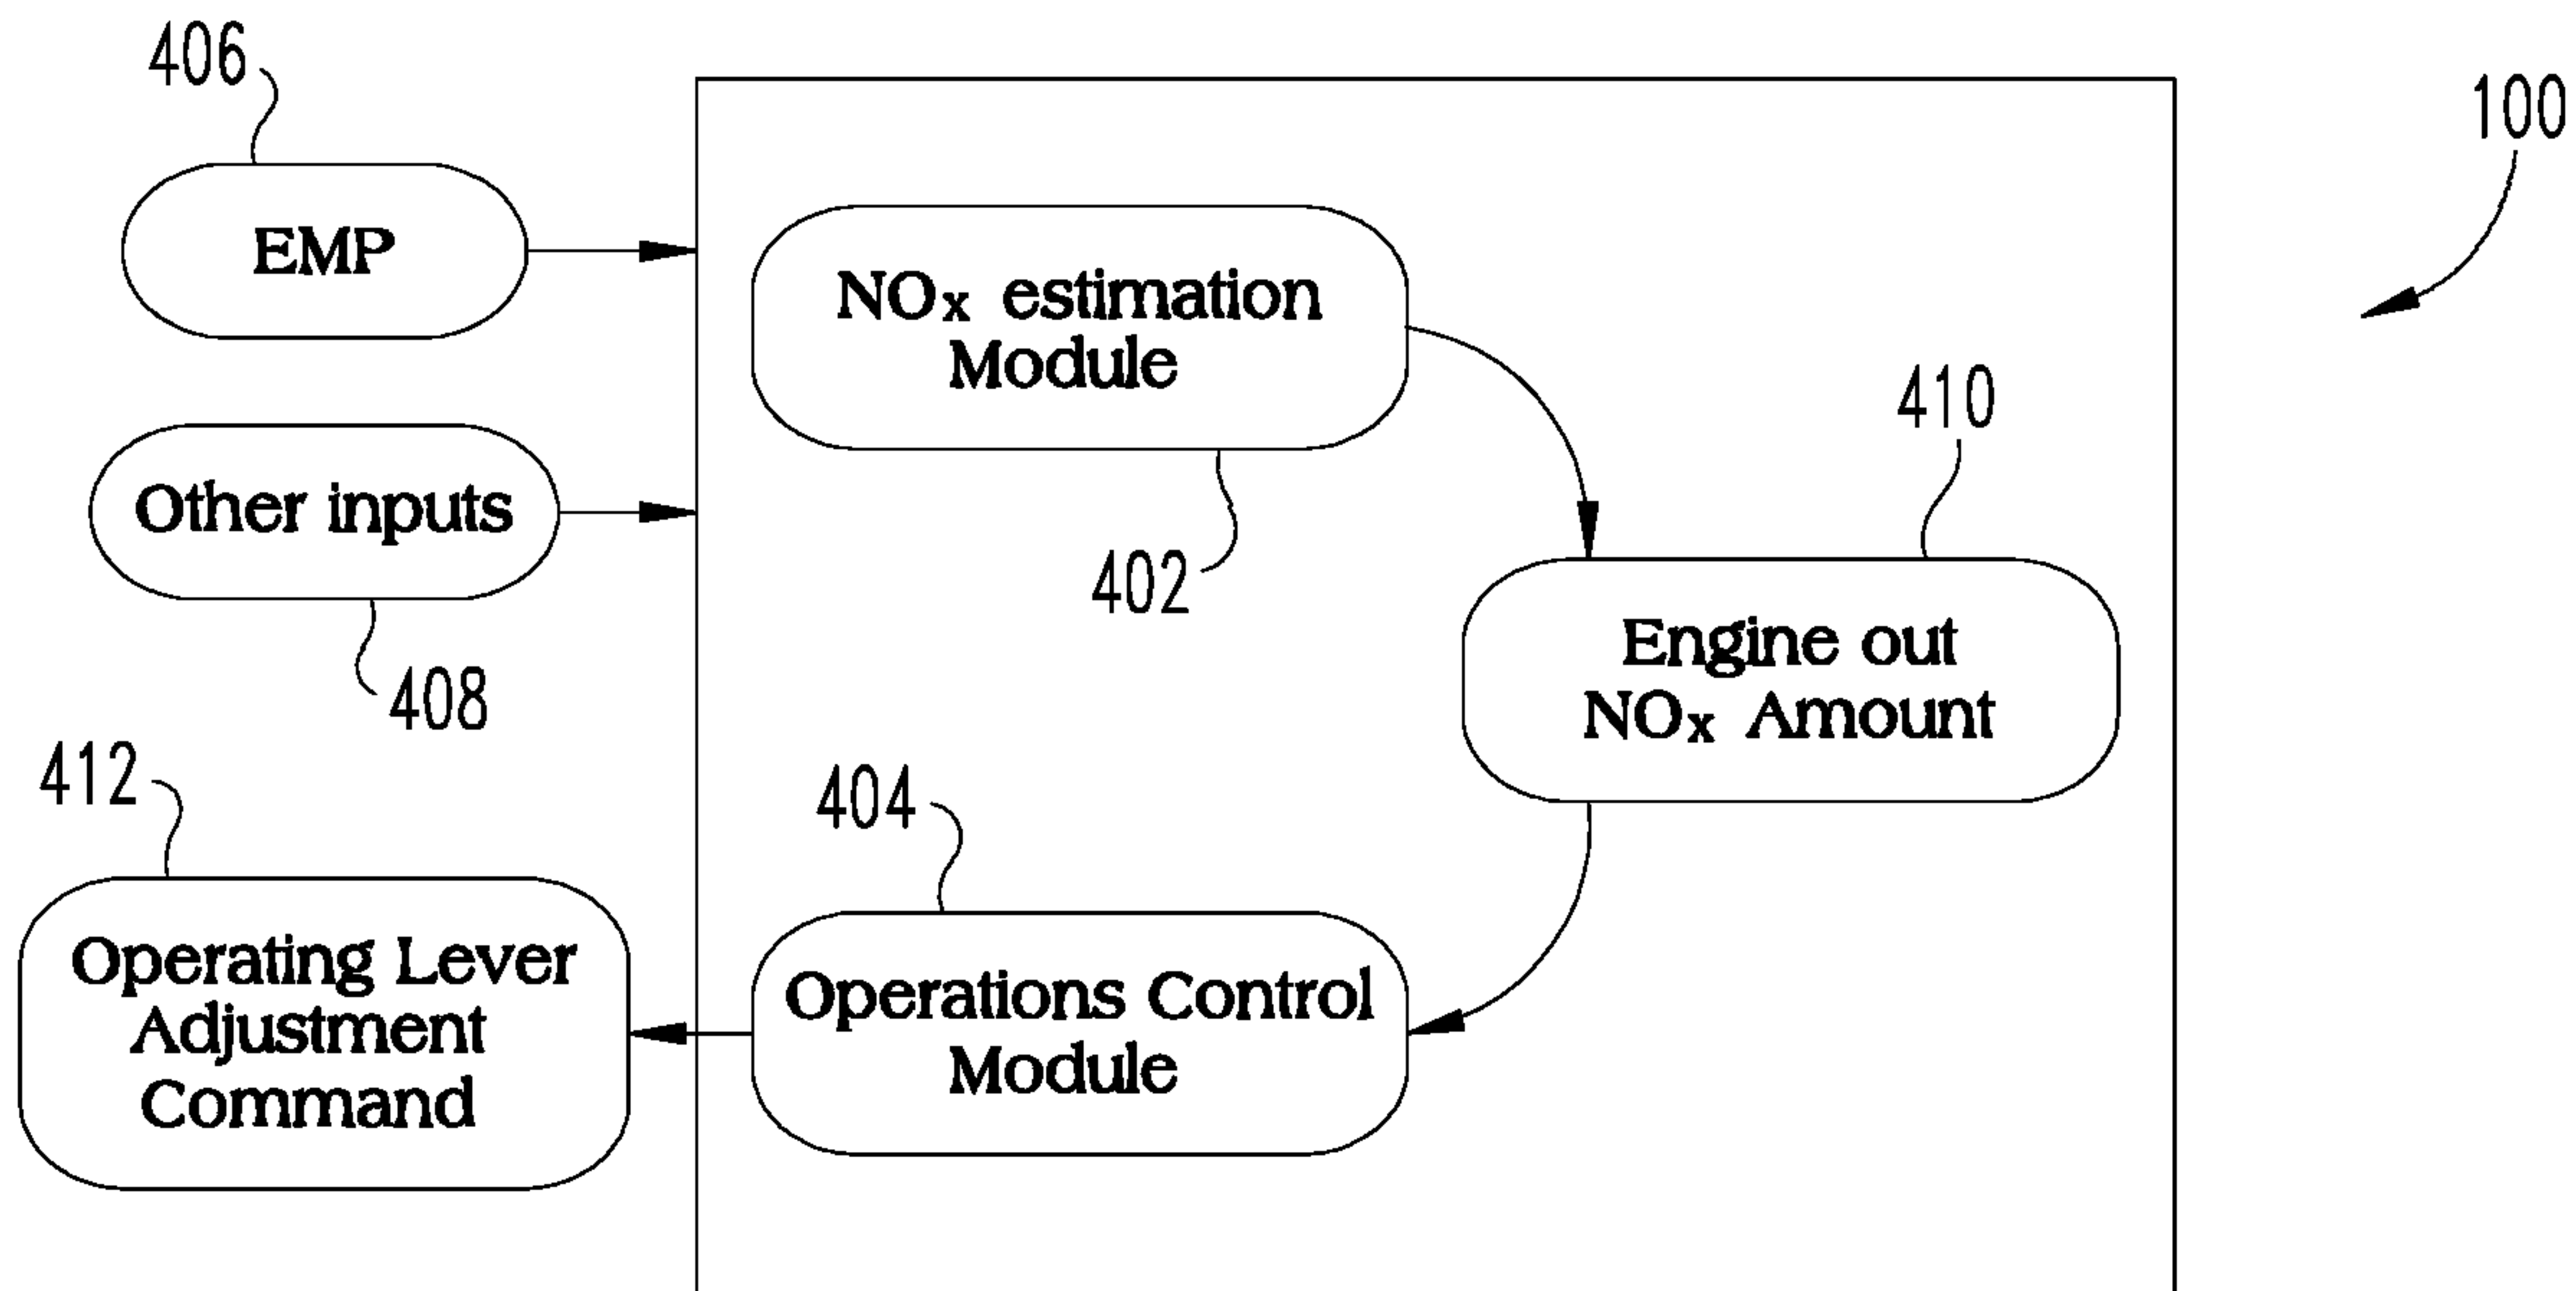 406
100
EMP
NOx estimation
Module
410
Other inputs
402
Engine out
NOx Amount
408
412
404
Operating Lever
Adjustment
Command
Operations Control
Module